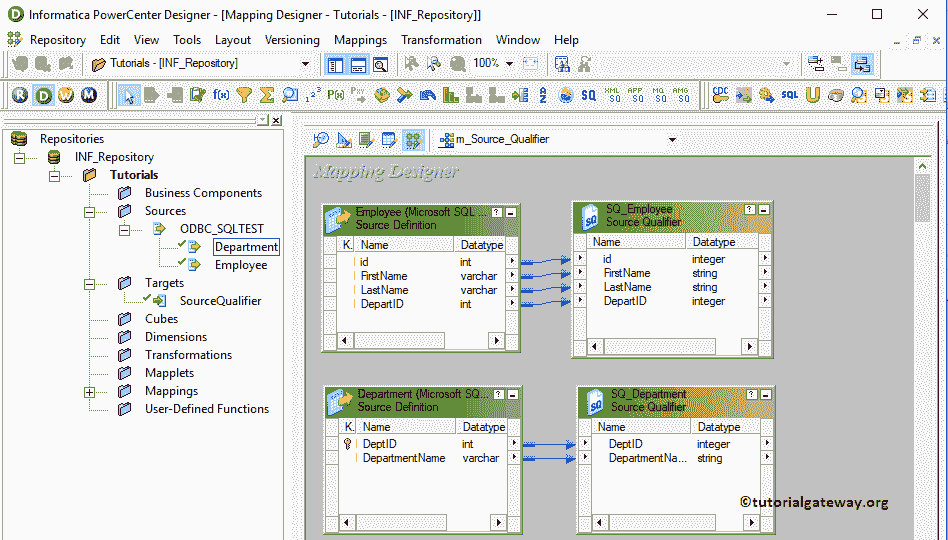 Informatica PowerCenter Designer - [Mapping Designer - Tutorials - [INF_Repository]]
Repository Edit View Tools Layout Versioning Mappings Transformation Window Help
Tutorials - [INF_Repository] 100%
R D W M f(x) 1 2 3 P(x) A Z SQ XML SQ APP SQ MQ SQ AMG SQ CDC SQL
Repositories
INF_Repository
Tutorials
Business Components
Sources
ODBC_SQLTEST
Department
Employee
Targets
SourceQualifier
Cubes
Dimensions
Transformations
Mapplets
Mappings
User-Defined Functions
m_Source_Qualifier
Mapping Designer
Employee (Microsoft SQL ...
Source Definition
K. Name Datatype
id int
FirstName varchar
LastName varchar
DepartID int
SQ_Employee
Source Qualifier
Name Datatype
id integer
FirstName string
LastName string
DepartID integer
Department (Microsoft SQ...
Source Definition
K. Name Datatype
DeptID int
DepartmentName varchar
SQ_Department
Source Qualifier
Name Datatype
DeptID integer
DepartmentNa... string
©tutorialgateway.org